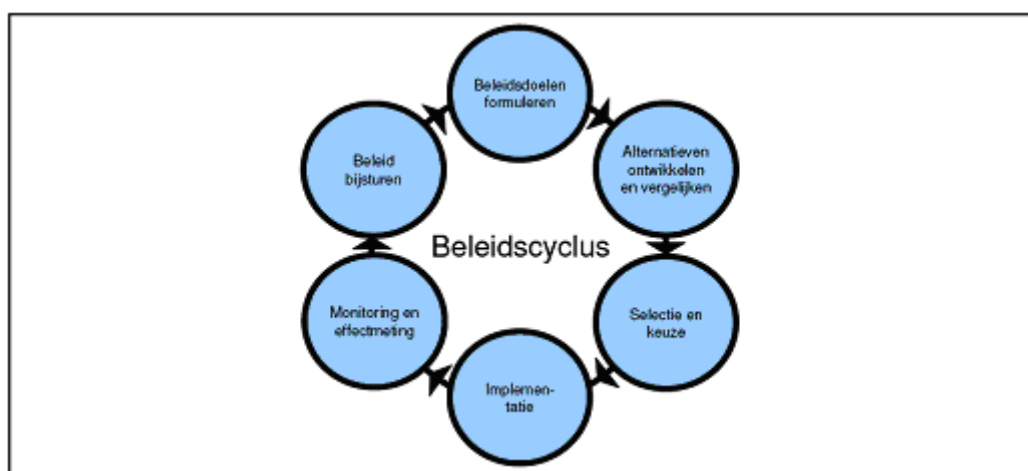 Beleidsdoelen
formuleren
Alternatieven
ontwikkelen
en vergelijken
Selectie en
keuze
Implemen-
tatie
Monitoring en
effectmeting
Beleid
bijsturen
Beleidscyclus